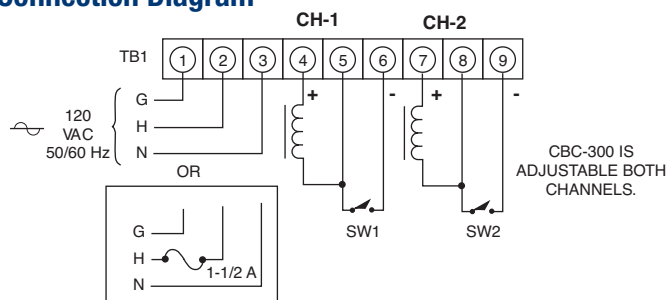 Connection Diagram
CH-1 CH-2
TB1 1 2 3 4 5 6 7 8 9
+ - + -
G
H
N
120
VAC
50/60 Hz
OR
CBC-300 IS
ADJUSTABLE BOTH
CHANNELS.
SW1 SW2
G
H
1-1/2 A
N